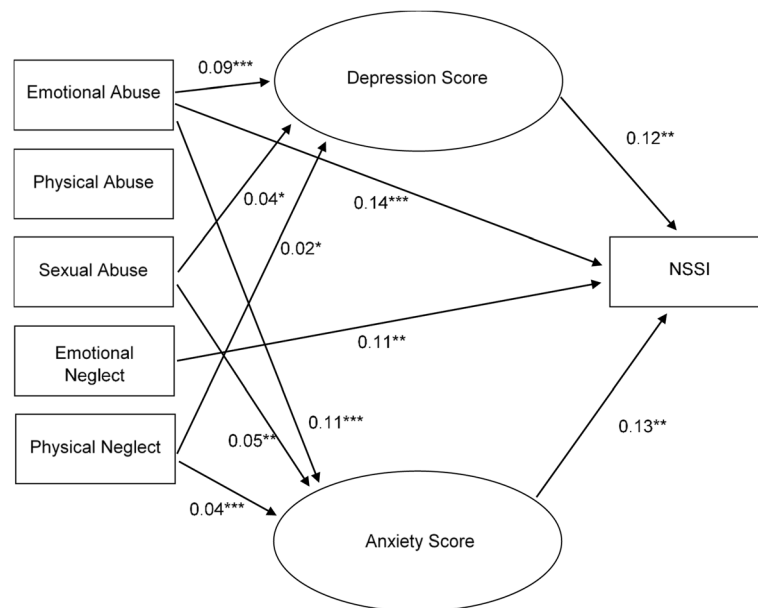 0.09***
Depression Score
Emotional Abuse
0.12**
Physical Abuse
0.04*
0.14***
Sexual Abuse
0.02*
NSSI
Emotional
Neglect
0.11**
Physical Neglect
0.05**
0.11***
0.13**
0.04***
Anxiety Score